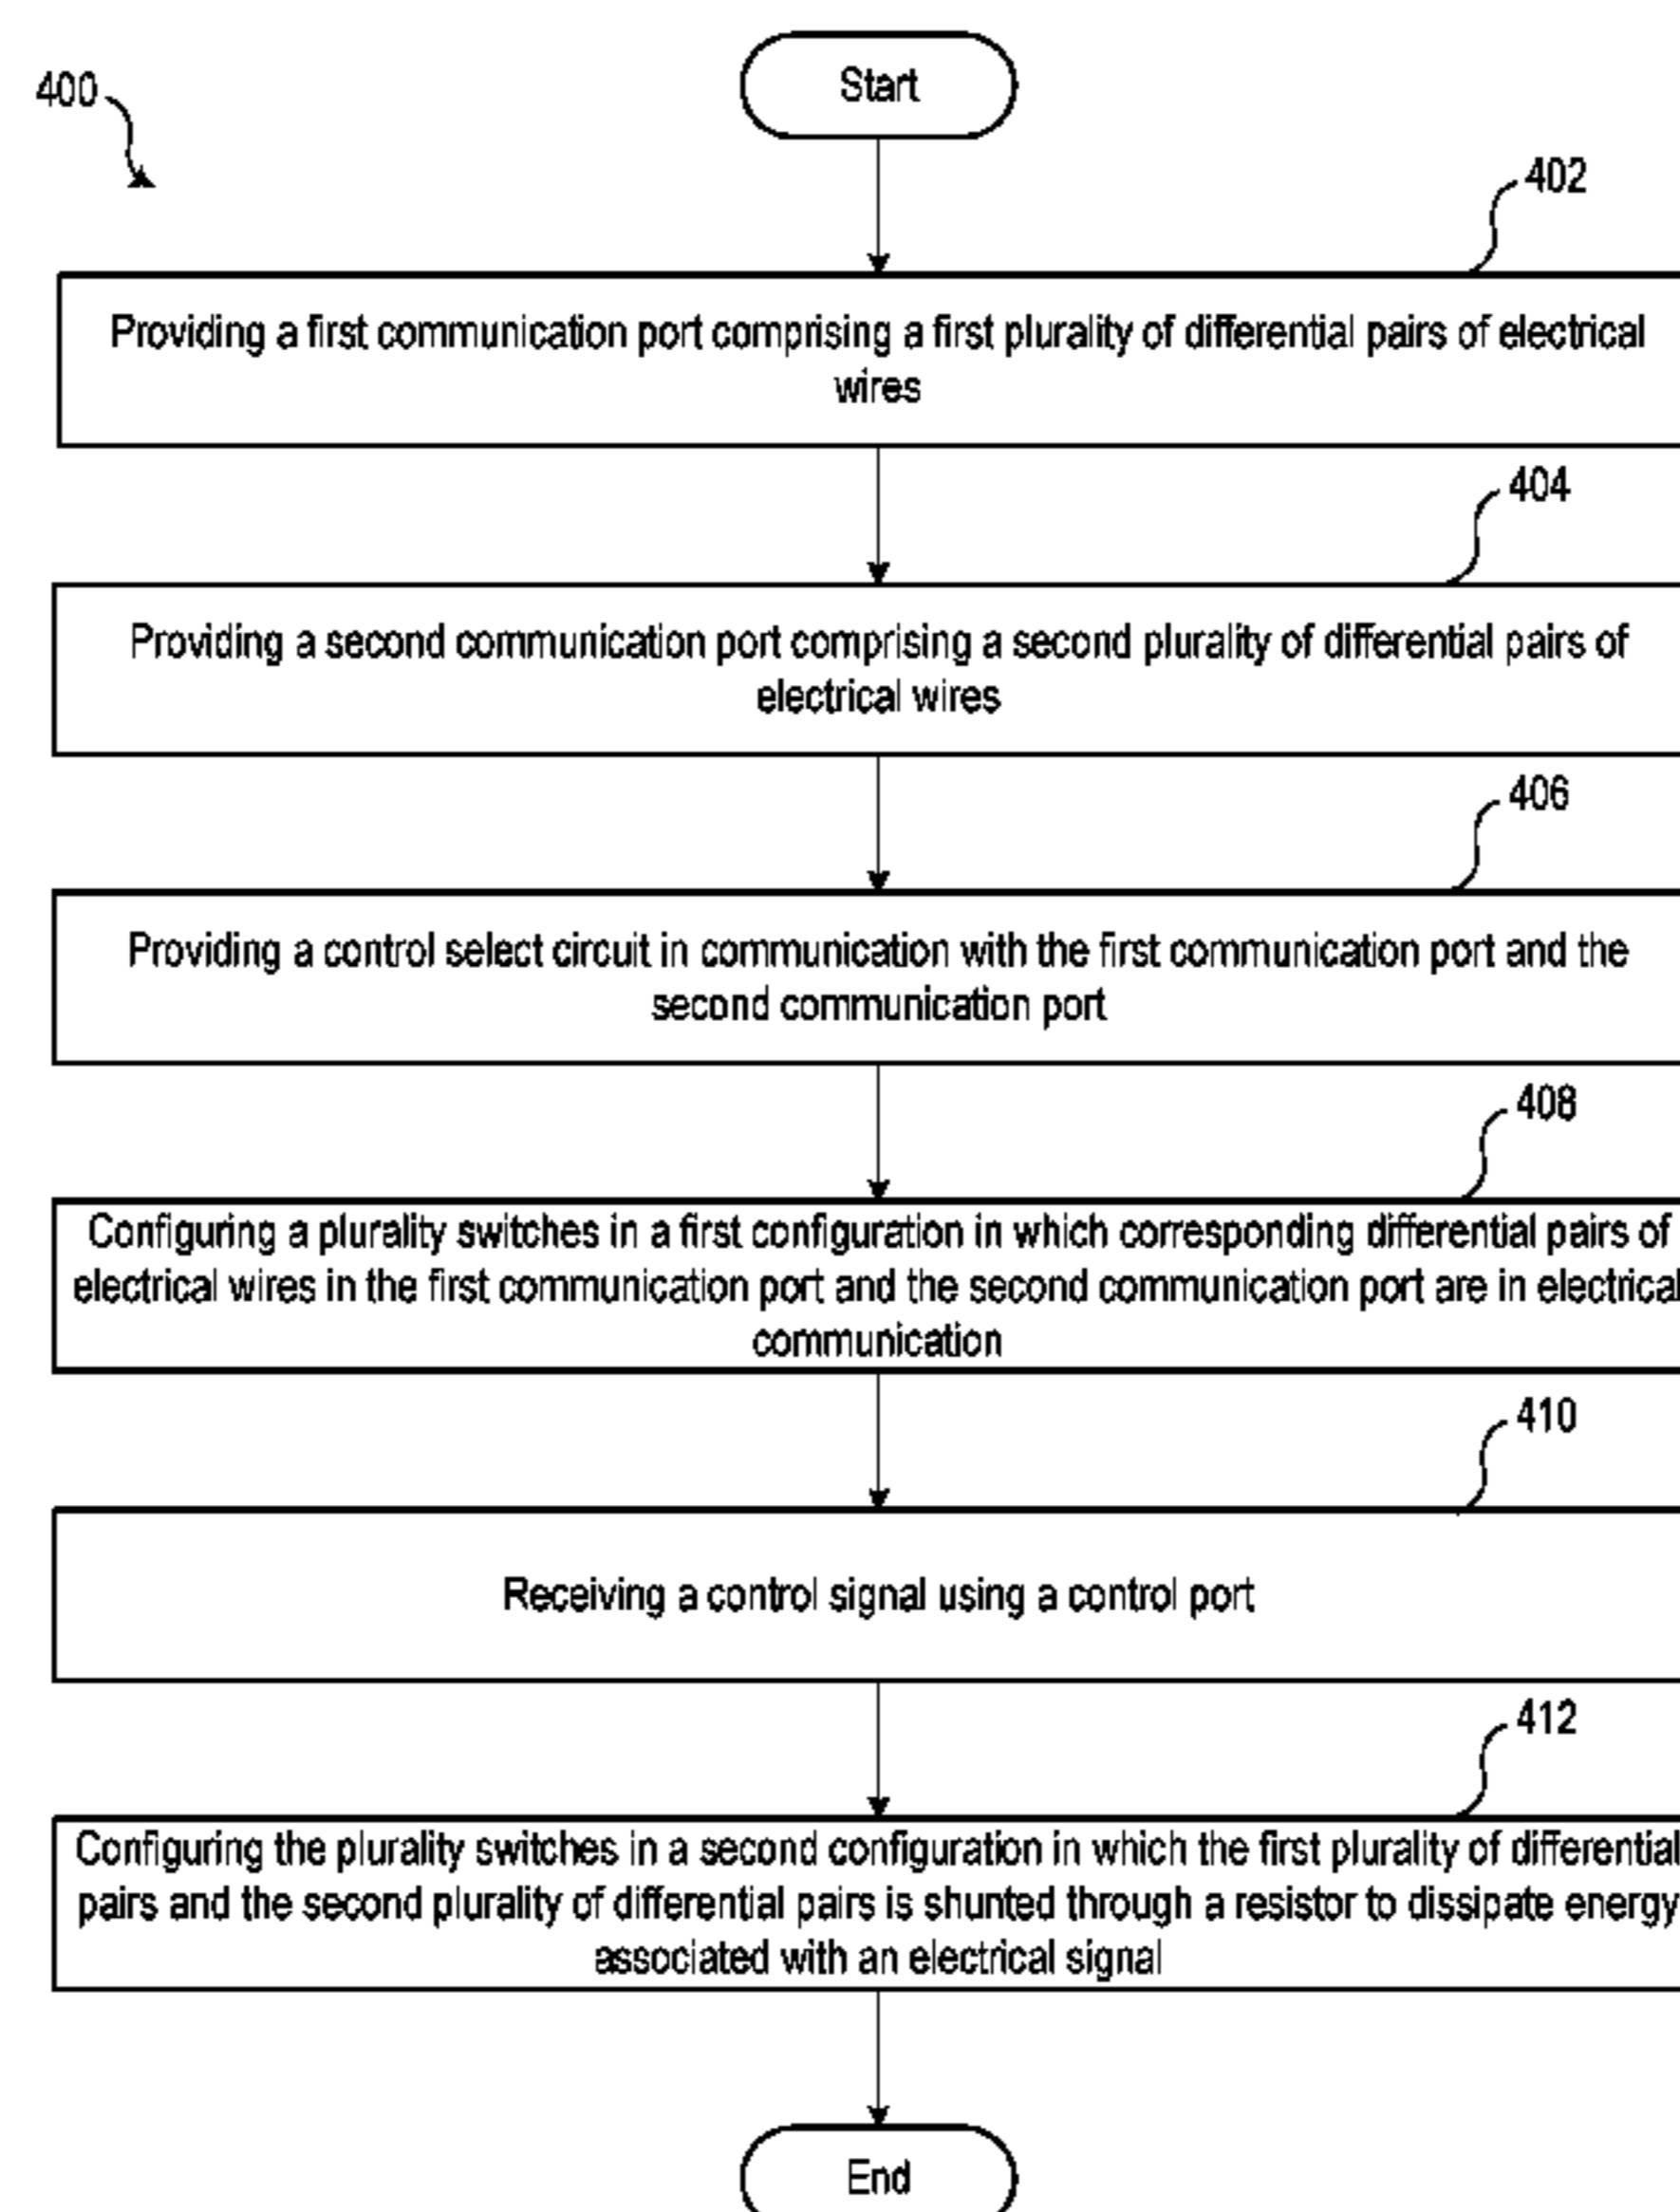 Start
400
402
Providing a first communication port comprising a first plurality of differential pairs of electrical
wires
404
Providing a second communication port comprising a second plurality of differential pairs of
electrical wires
406
Providing a control select circuit in communication with the first communication port and the
second communication port
408
Configuring a plurality switches in a first configuration in which corresponding differential pairs of
electrical wires in the first communication port and the second communication port are in electrical
communication
410
Receiving a control signal using a control port
412
Configuring the plurality switches in a second configuration in which the first plurality of differential
pairs and the second plurality of differential pairs is shunted through a resistor to dissipate energy
associated with an electrical signal
End